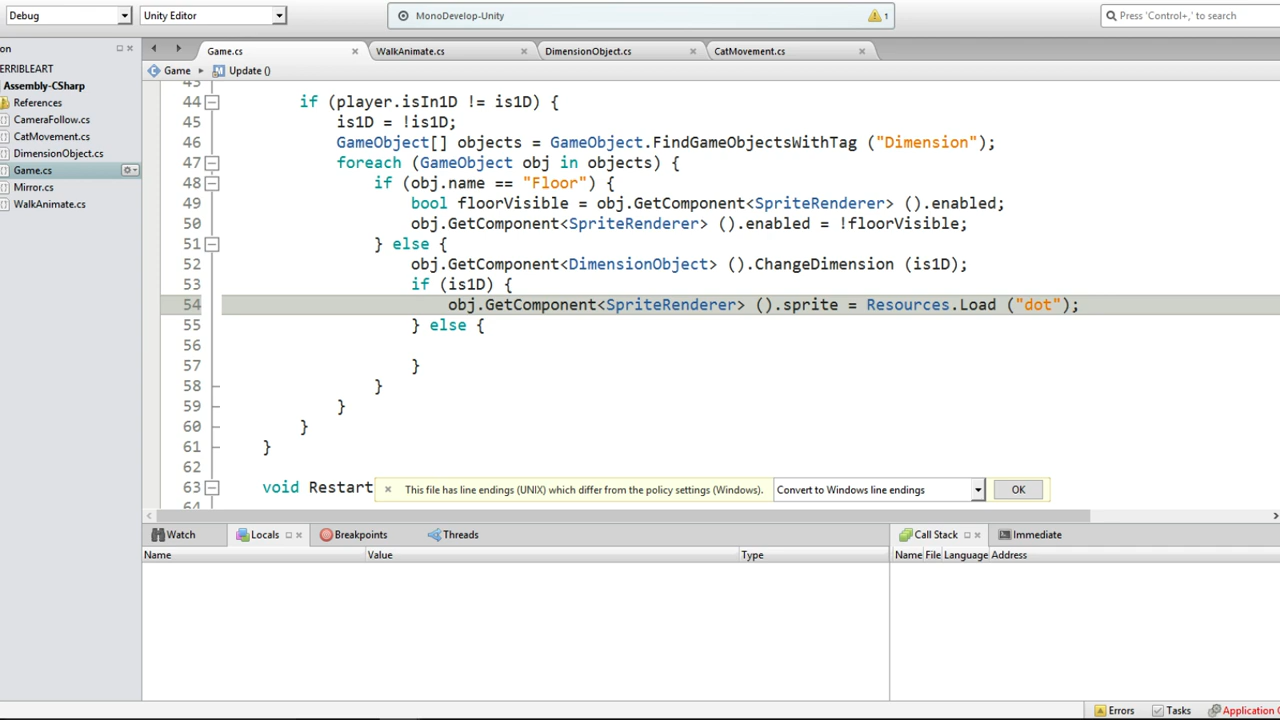 Debug Unity Editor MonoDevelop-Unity 1 Press 'Control+,' to search
on Game.cs WalkAnimate.cs DimensionObject.cs CatMovement.cs
ERRIBLEART Game Update ()
Assembly-CSharp
References
CameraFollow.cs
CatMovement.cs
DimensionObject.cs
Game.cs
Mirror.cs
WalkAnimate.cs
43
44 if (player.isIn1D != is1D) {
45 is1D = !is1D;
46 GameObject[] objects = GameObject.FindGameObjectsWithTag ("Dimension");
47 foreach (GameObject obj in objects) {
48 if (obj.name == "Floor") {
49 bool floorVisible = obj.GetComponent<SpriteRenderer> ().enabled;
50 obj.GetComponent<SpriteRenderer> ().enabled = !floorVisible;
51 } else {
52 obj.GetComponent<DimensionObject> ().ChangeDimension (is1D);
53 if (is1D) {
54 obj.GetComponent<SpriteRenderer> ().sprite = Resources.Load ("dot");
55 } else {
56
57 }
58 }
59 }
60 }
61 }
62
63 void Restart
This file has line endings (UNIX) which differ from the policy settings (Windows). Convert to Windows line endings OK
64
Watch Locals Breakpoints Threads Call Stack Immediate
Name Value Type Name File Language Address
Errors Tasks Application